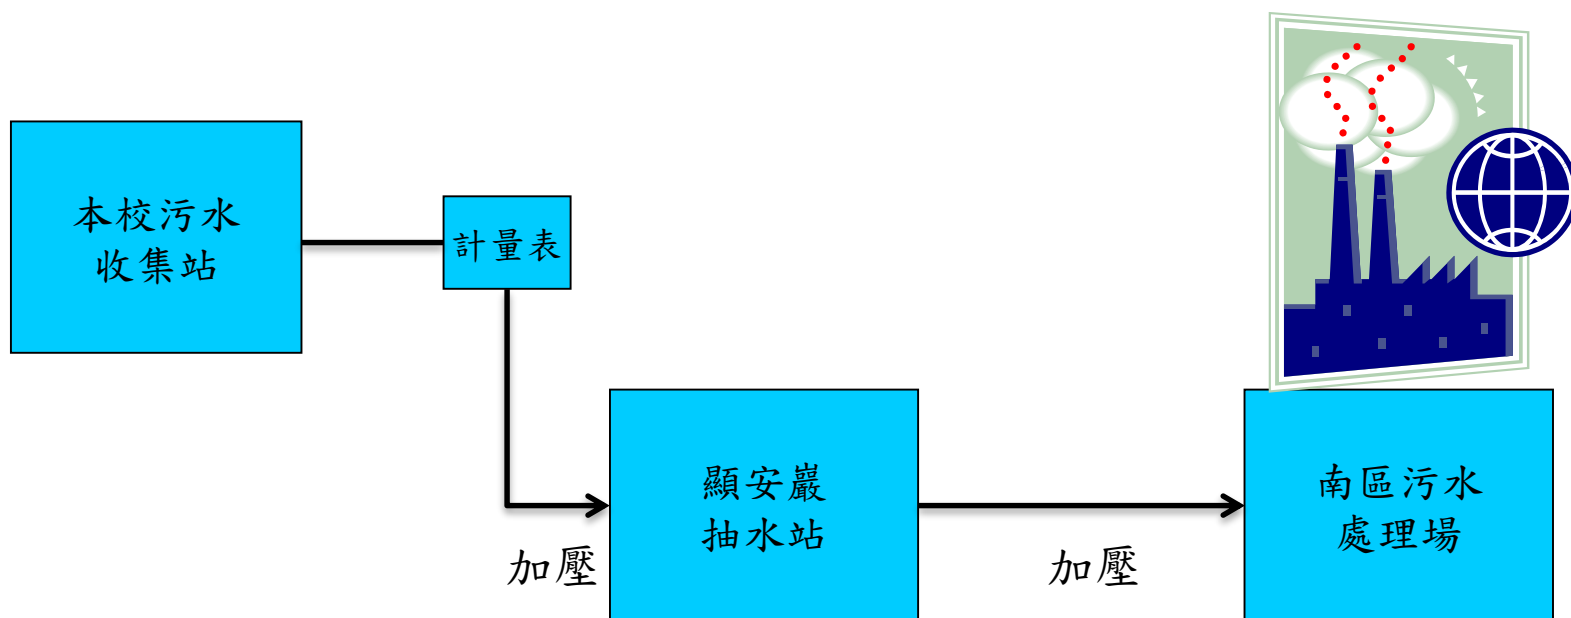 本校污水
收集站
計量表
顯安巖
抽水站
加壓
加壓
南區污水
處理場